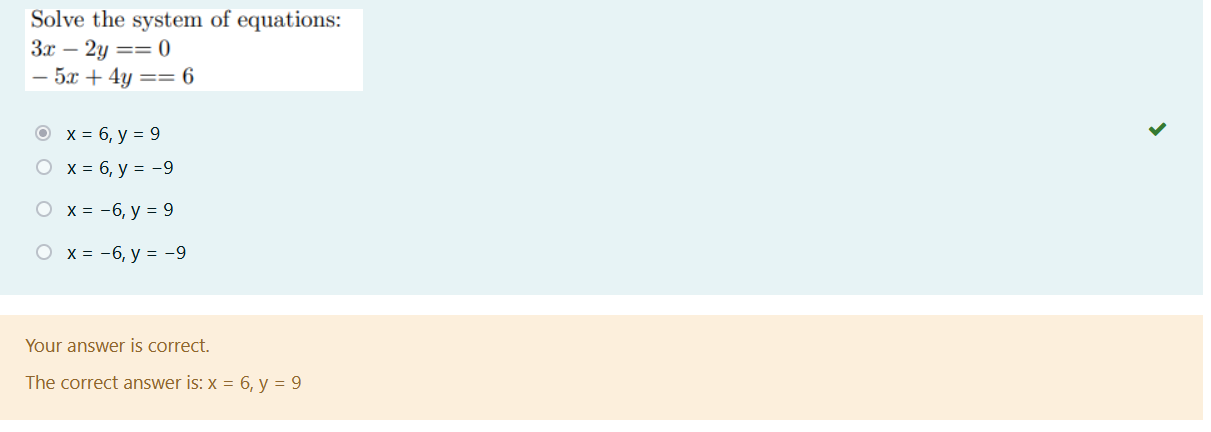 Solve the system of equations:
3x − 2y == 0
− 5x + 4y == 6
x = 6, y = 9
x = 6, y = −9
x = −6, y = 9
x = −6, y = −9
Your answer is correct.
The correct answer is: x = 6, y = 9